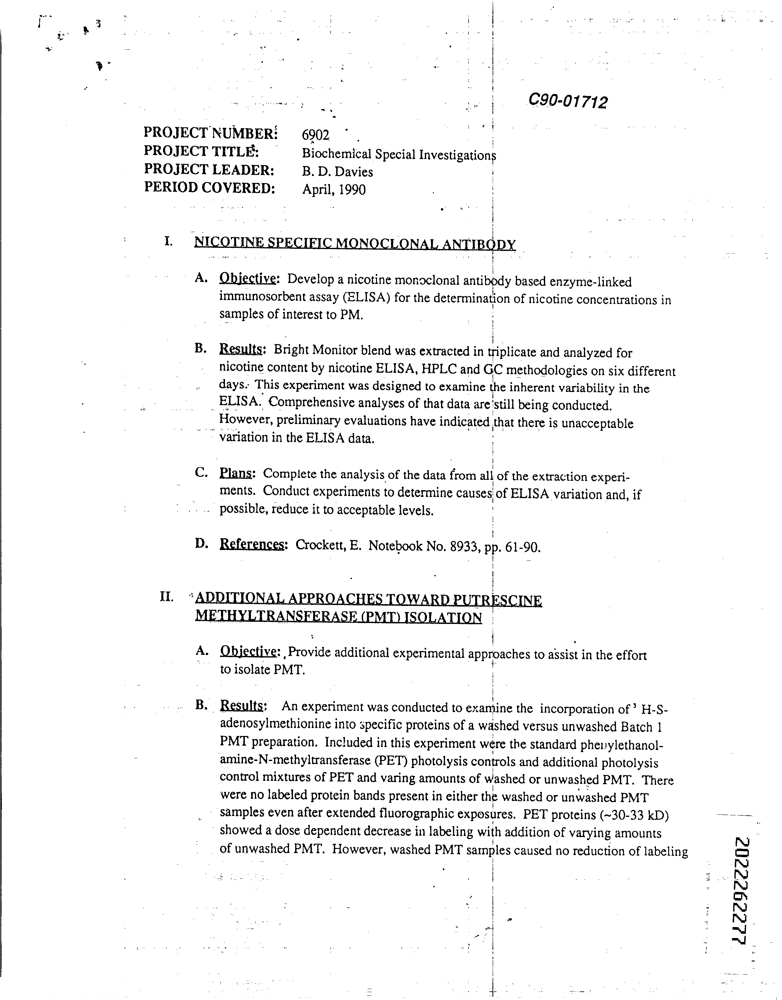 C90-01712
PROJECT NUMBER: 6902
PROJECT TITLE: Biochemical Special Investigations
PROJECT LEADER: B. D. Davies
PERIOD COVERED: April, 1990
I. NICOTINE SPECIFIC MONOCLONAL ANTIBODY
A. Objective: Develop a nicotine monoclonal antibody based enzyme-linked
immunosorbent assay (ELISA) for the determination of nicotine concentrations in
samples of interest to PM.
B. Results: Bright Monitor blend was extracted in triplicate and analyzed for
nicotine content by nicotine ELISA, HPLC and GC methodologies on six different
days. This experiment was designed to examine the inherent variability in the
ELISA. Comprehensive analyses of that data are still being conducted.
However, preliminary evaluations have indicated that there is unacceptable
variation in the ELISA data.
C. Plans: Complete the analysis of the data from all of the extraction experi-
ments. Conduct experiments to determine causes of ELISA variation and, if
possible, reduce it to acceptable levels.
D. References: Crockett, E. Notebook No. 8933, pp. 61-90.
II. ADDITIONAL APPROACHES TOWARD PUTRESCINE
METHYLTRANSFERASE (PMT) ISOLATION
A. Objective: Provide additional experimental approaches to assist in the effort
to isolate PMT.
B. Results: An experiment was conducted to examine the incorporation of ³ H-S-
adenosylmethionine into specific proteins of a washed versus unwashed Batch 1
PMT preparation. Included in this experiment were the standard phenylethanol-
amine-N-methyltransferase (PET) photolysis controls and additional photolysis
control mixtures of PET and varing amounts of washed or unwashed PMT. There
were no labeled protein bands present in either the washed or unwashed PMT
samples even after extended fluorographic exposures. PET proteins (~30-33 kD)
showed a dose dependent decrease in labeling with addition of varying amounts
of unwashed PMT. However, washed PMT samples caused no reduction of labeling
2022262277